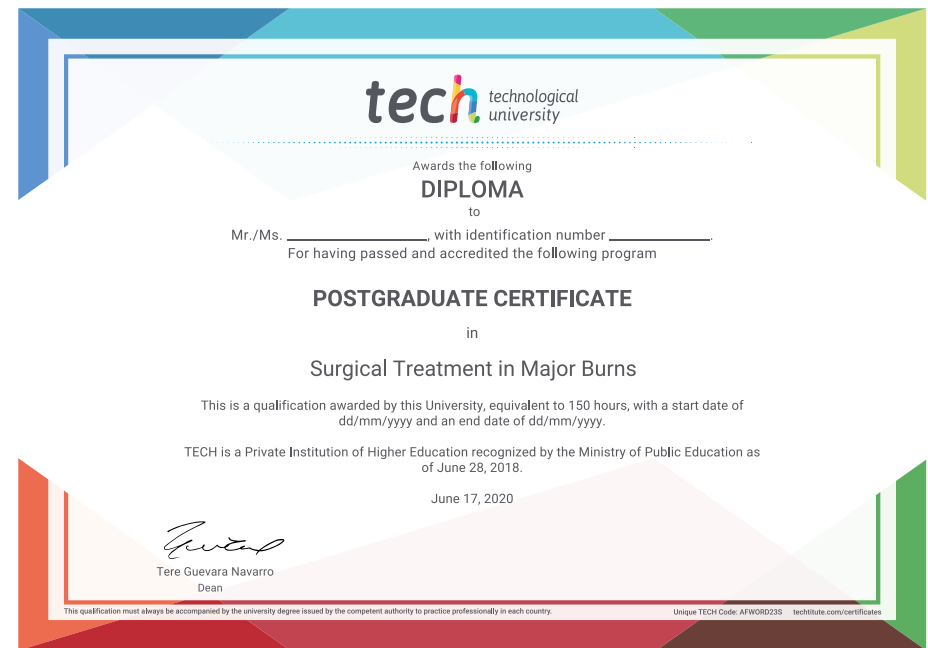 tech technological
university
Awards the following
DIPLOMA
to
Mr./Ms. ____________________, with identification number ______________.
For having passed and accredited the following program
POSTGRADUATE CERTIFICATE
in
Surgical Treatment in Major Burns
This is a qualification awarded by this University, equivalent to 150 hours, with a start date of
dd/mm/yyyy and an end date of dd/mm/yyyy.
TECH is a Private Institution of Higher Education recognized by the Ministry of Public Education as
of June 28, 2018.
June 17, 2020
Tere Guevara Navarro
Dean
This qualification must always be accompanied by the university degree issued by the competent authority to practice professionally in each country.
Unique TECH Code: AFWORD23S techtitute.com/certificates